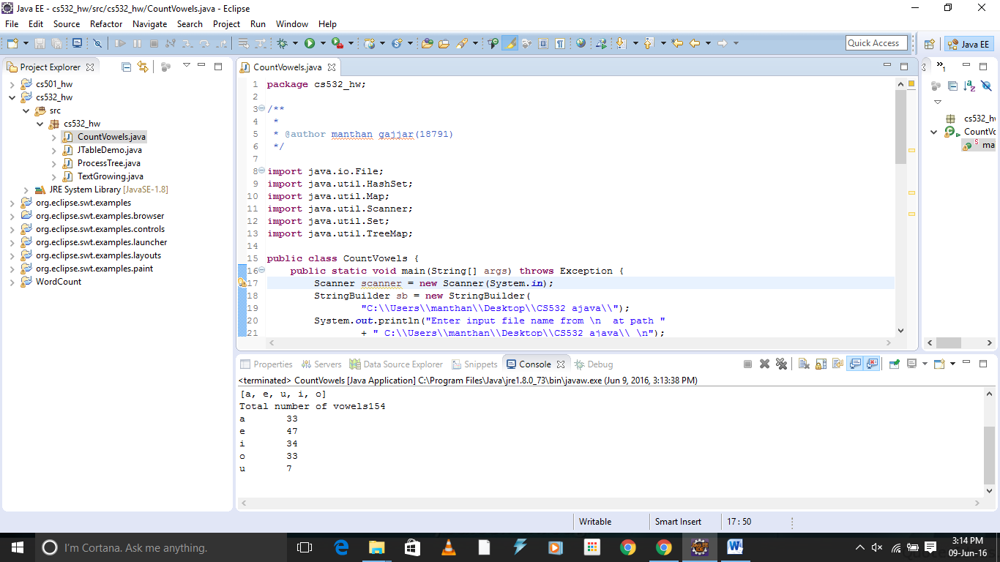 Java EE - cs532_hw/src/cs532_hw/CountVowels.java - Eclipse
File Edit Source Refactor Navigate Search Project Run Window Help
Quick Access
Java EE
Project Explorer
cs501_hw
cs532_hw
src
cs532_hw
CountVowels.java
JTableDemo.java
ProcessTree.java
TextGrowing.java
JRE System Library [JavaSE-1.8]
org.eclipse.swt.examples
org.eclipse.swt.examples.browser
org.eclipse.swt.examples.controls
org.eclipse.swt.examples.launcher
org.eclipse.swt.examples.layouts
org.eclipse.swt.examples.paint
WordCount
CountVowels.java
1 package cs532_hw;
2
3 /**
4 *
5 * @author manthan gajjar(18791)
6 */
7
8 import java.io.File;
9 import java.util.HashSet;
10 import java.util.Map;
11 import java.util.Scanner;
12 import java.util.Set;
13 import java.util.TreeMap;
14
15 public class CountVowels {
16 public static void main(String[] args) throws Exception {
17 Scanner scanner = new Scanner(System.in);
18 StringBuilder sb = new StringBuilder(
19 "C:\\Users\\manthan\\Desktop\\CS532 ajava\\");
20 System.out.println("Enter input file name from \n  at path "
21 + " C:\\Users\\manthan\\Desktop\\CS532 ajava\\ \n");
1
cs532_h
CountVo
S
ma
Properties Servers Data Source Explorer Snippets Console Debug
<terminated> CountVowels [Java Application] C:\Program Files\Java\jre1.8.0_73\bin\javaw.exe (Jun 9, 2016, 3:13:38 PM)
[a, e, u, i, o]
Total number of vowels154
a 33
e 47
i 34
o 33
u 7
Writable Smart Insert 17 : 50
I'm Cortana. Ask me anything.
3:14 PM
09-Jun-16